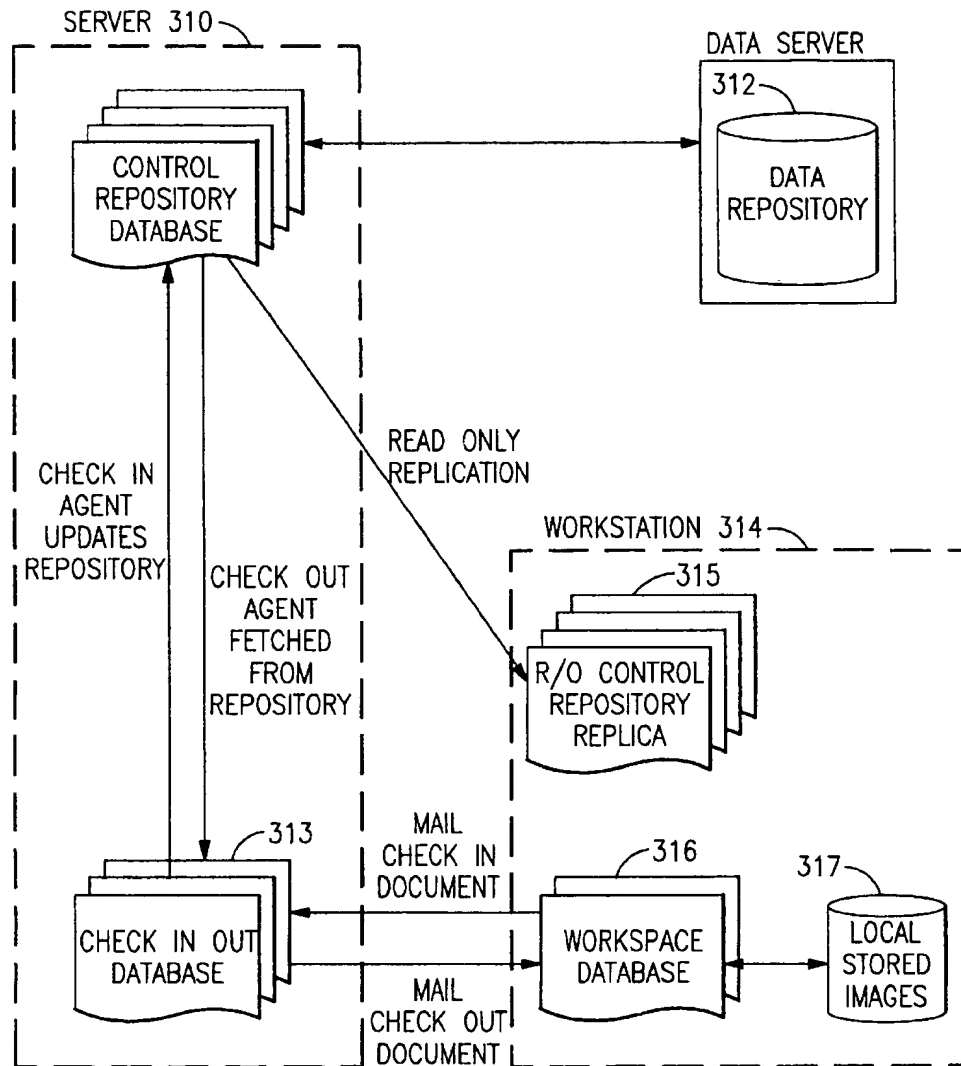 SERVER 310
DATA SERVER
312
CONTROL
REPOSITORY
DATABASE
DATA
REPOSITORY
READ ONLY
REPLICATION
CHECK IN
AGENT
UPDATES
REPOSITORY
CHECK OUT
AGENT
FETCHED
FROM
REPOSITORY
WORKSTATION 314
315
R/O CONTROL
REPOSITORY
REPLICA
313
CHECK IN OUT
DATABASE
MAIL
CHECK IN
DOCUMENT
MAIL
CHECK OUT
DOCUMENT
316
WORKSPACE
DATABASE
317
LOCAL
STORED
IMAGES